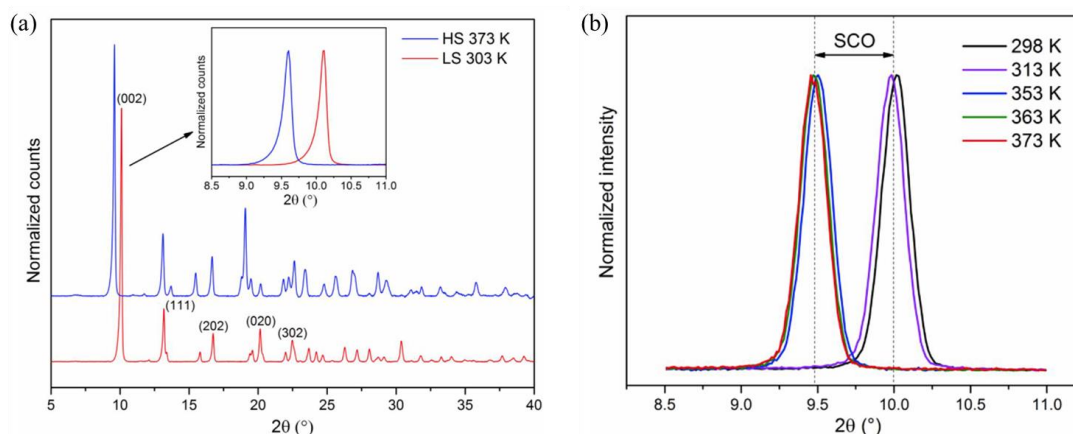 (a)
HS 373 K
LS 303 K
Normalized counts
8.5 9.0 9.5 10.0 10.5 11.0
2θ (°)
(002)
(111)
(202)
(020)
(302)
Normalized counts
5 10 15 20 25 30 35 40
2θ (°)
(b)
SCO
298 K
313 K
353 K
363 K
373 K
Normalized intensity
8.5 9.0 9.5 10.0 10.5 11.0
2θ (°)